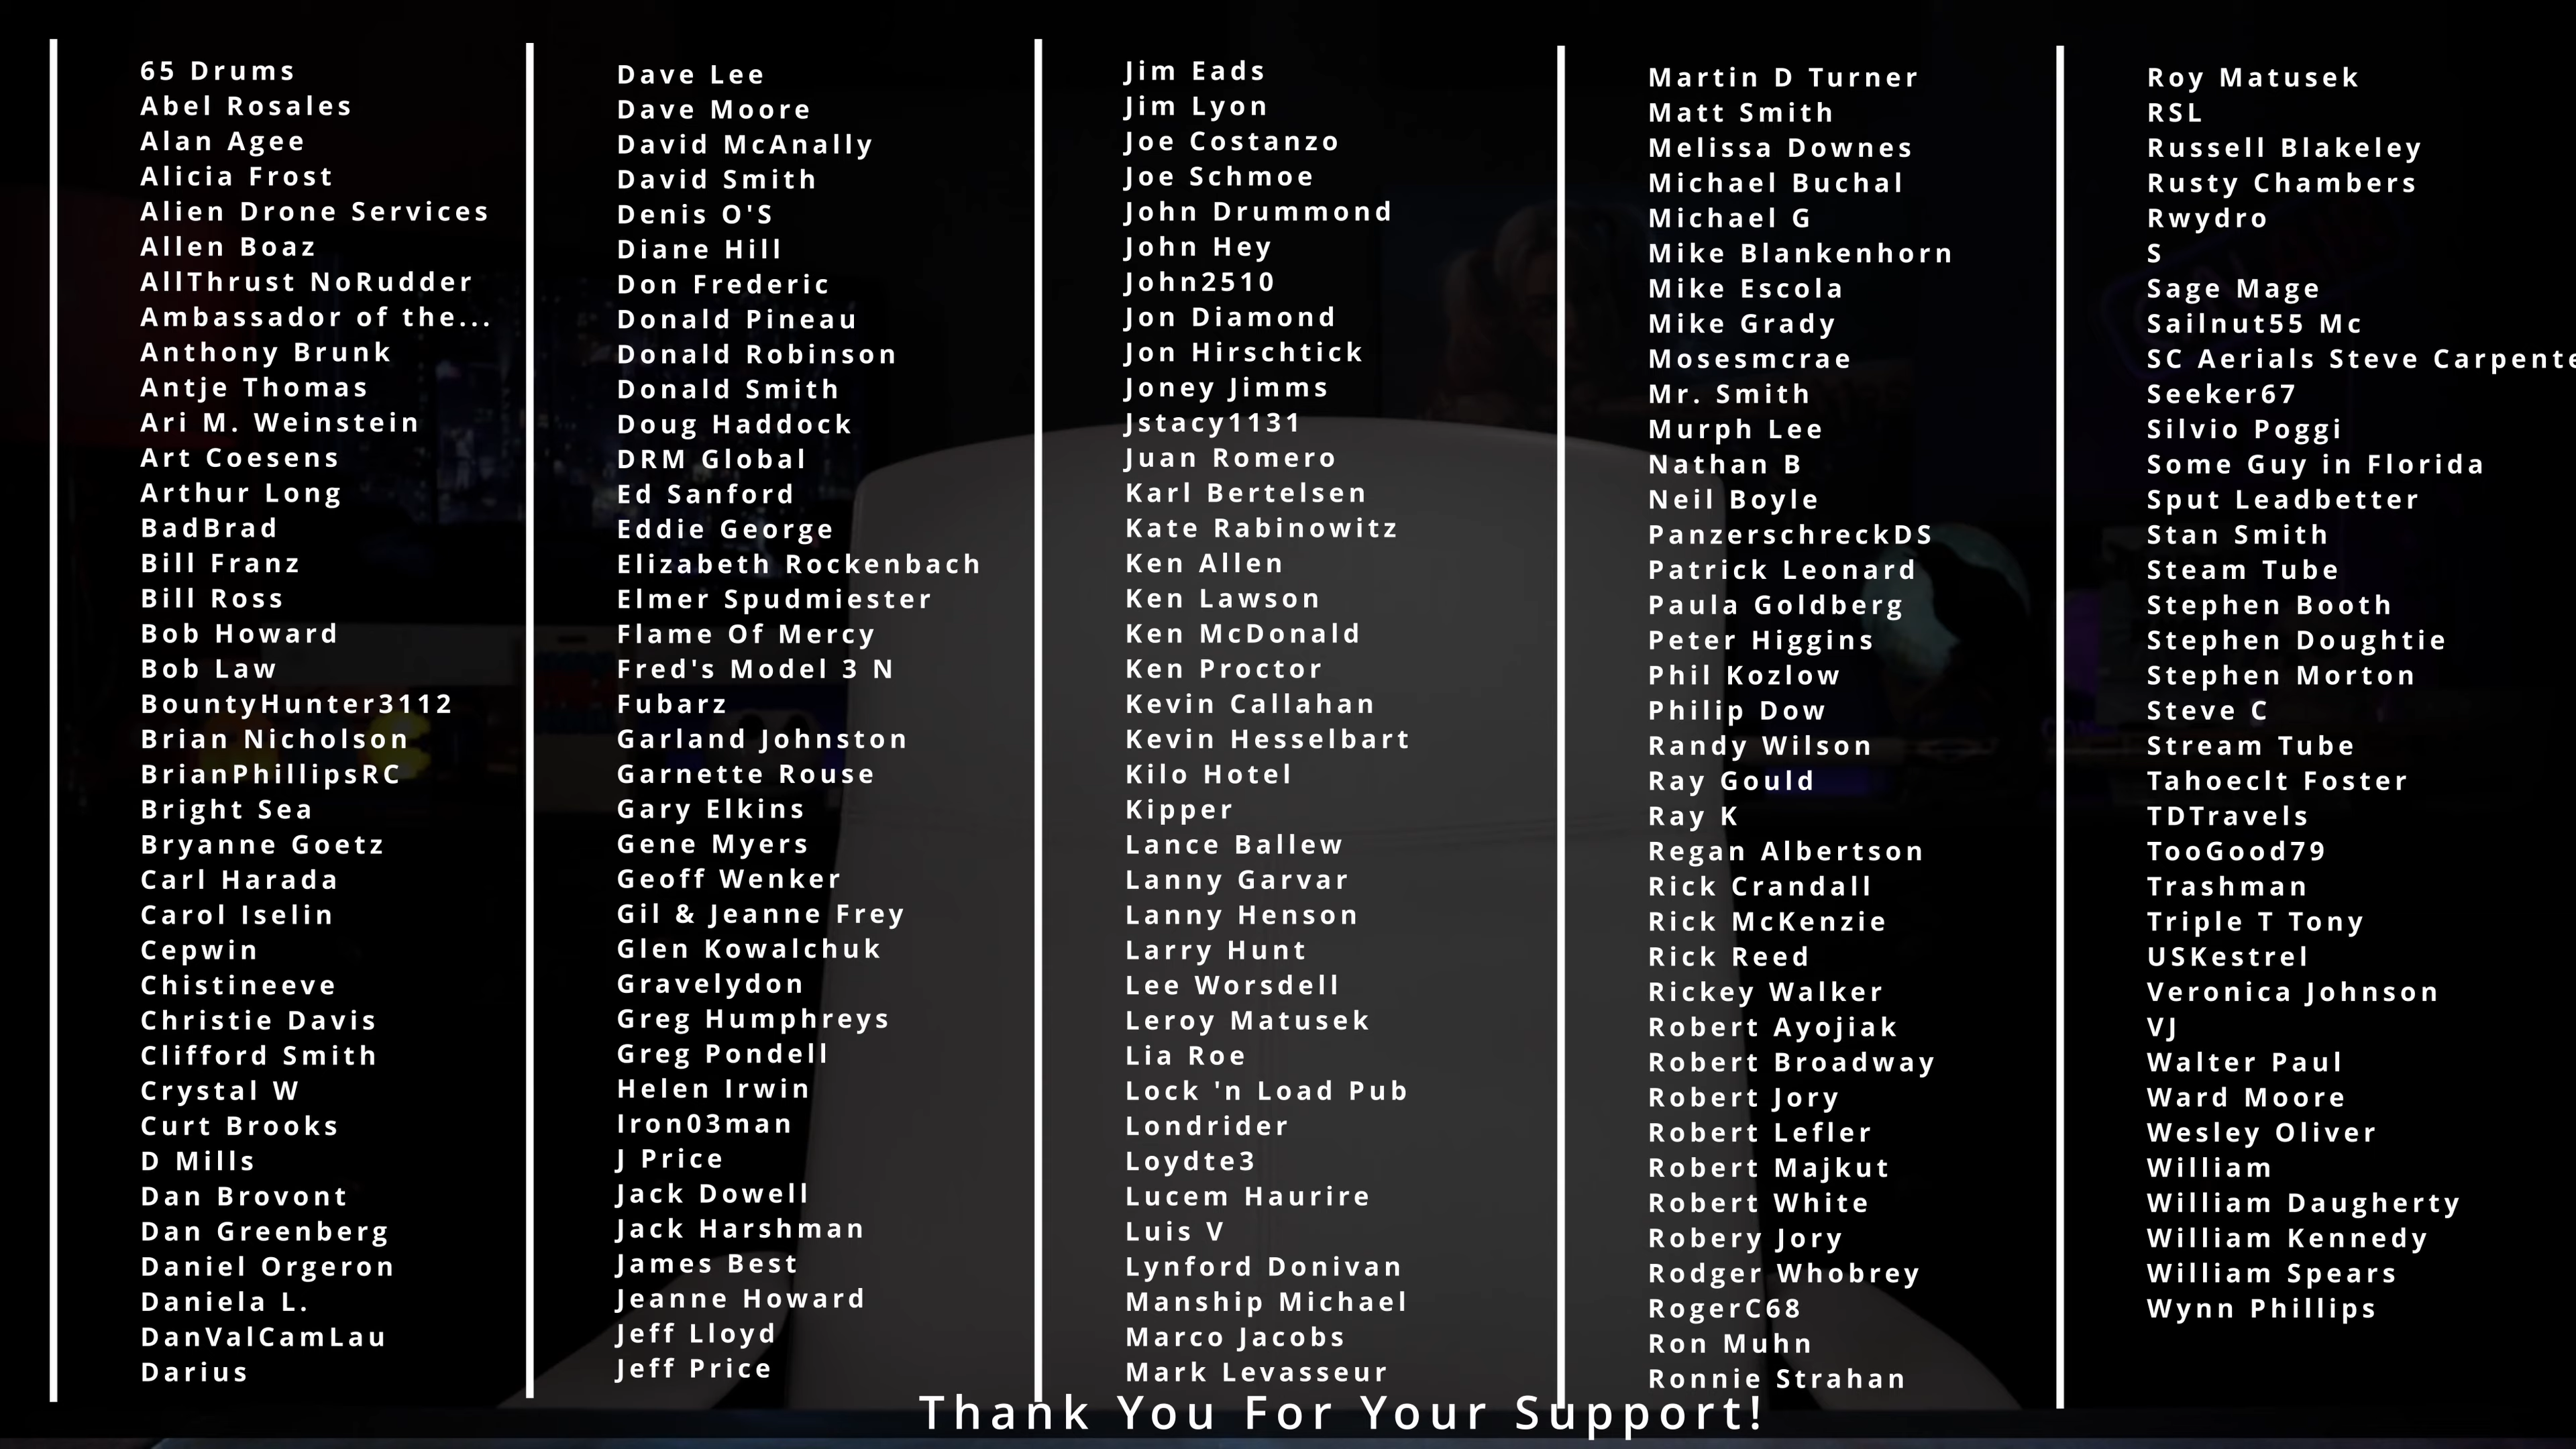 65 Drums
Abel Rosales
Alan Agee
Alicia Frost
Alien Drone Services
Allen Boaz
AllThrust NoRudder
Ambassador of the...
Anthony Brunk
Antje Thomas
Ari M. Weinstein
Art Coesens
Arthur Long
BadBrad
Bill Franz
Bill Ross
Bob Howard
Bob Law
BountyHunter3112
Brian Nicholson
BrianPhillipsRC
Bright Sea
Bryanne Goetz
Carl Harada
Carol Iselin
Cepwin
Chistineeve
Christie Davis
Clifford Smith
Crystal W
Curt Brooks
D Mills
Dan Brovont
Dan Greenberg
Daniel Orgeron
Daniela L.
DanValCamLau
Darius
Dave Lee
Dave Moore
David McAnally
David Smith
Denis O'S
Diane Hill
Don Frederic
Donald Pineau
Donald Robinson
Donald Smith
Doug Haddock
DRM Global
Ed Sanford
Eddie George
Elizabeth Rockenbach
Elmer Spudmiester
Flame Of Mercy
Fred's Model 3 N
Fubarz
Garland Johnston
Garnette Rouse
Gary Elkins
Gene Myers
Geoff Wenker
Gil & Jeanne Frey
Glen Kowalchuk
Gravelydon
Greg Humphreys
Greg Pondell
Helen Irwin
Iron03man
J Price
Jack Dowell
Jack Harshman
James Best
Jeanne Howard
Jeff Lloyd
Jeff Price
Jim Eads
Jim Lyon
Joe Costanzo
Joe Schmoe
John Drummond
John Hey
John2510
Jon Diamond
Jon Hirschtick
Joney Jimms
Jstacy1131
Juan Romero
Karl Bertelsen
Kate Rabinowitz
Ken Allen
Ken Lawson
Ken McDonald
Ken Proctor
Kevin Callahan
Kevin Hesselbart
Kilo Hotel
Kipper
Lance Ballew
Lanny Garvar
Lanny Henson
Larry Hunt
Lee Worsdell
Leroy Matusek
Lia Roe
Lock 'n Load Pub
Londrider
Loydte3
Lucem Haurire
Luis V
Lynford Donivan
Manship Michael
Marco Jacobs
Mark Levasseur
Martin D Turner
Matt Smith
Melissa Downes
Michael Buchal
Michael G
Mike Blankenhorn
Mike Escola
Mike Grady
Mosesmcrae
Mr. Smith
Murph Lee
Nathan B
Neil Boyle
PanzerschreckDS
Patrick Leonard
Paula Goldberg
Peter Higgins
Phil Kozlow
Philip Dow
Randy Wilson
Ray Gould
Ray K
Regan Albertson
Rick Crandall
Rick McKenzie
Rick Reed
Rickey Walker
Robert Ayojiak
Robert Broadway
Robert Jory
Robert Lefler
Robert Majkut
Robert White
Robery Jory
Rodger Whobrey
RogerC68
Ron Muhn
Ronnie Strahan
Roy Matusek
RSL
Russell Blakeley
Rusty Chambers
Rwydro
S
Sage Mage
Sailnut55 Mc
SC Aerials Steve Carpente
Seeker67
Silvio Poggi
Some Guy in Florida
Sput Leadbetter
Stan Smith
Steam Tube
Stephen Booth
Stephen Doughtie
Stephen Morton
Steve C
Stream Tube
Tahoeclt Foster
TDTravels
TooGood79
Trashman
Triple T Tony
USKestrel
Veronica Johnson
VJ
Walter Paul
Ward Moore
Wesley Oliver
William
William Daugherty
William Kennedy
William Spears
Wynn Phillips
Thank You For Your Support!